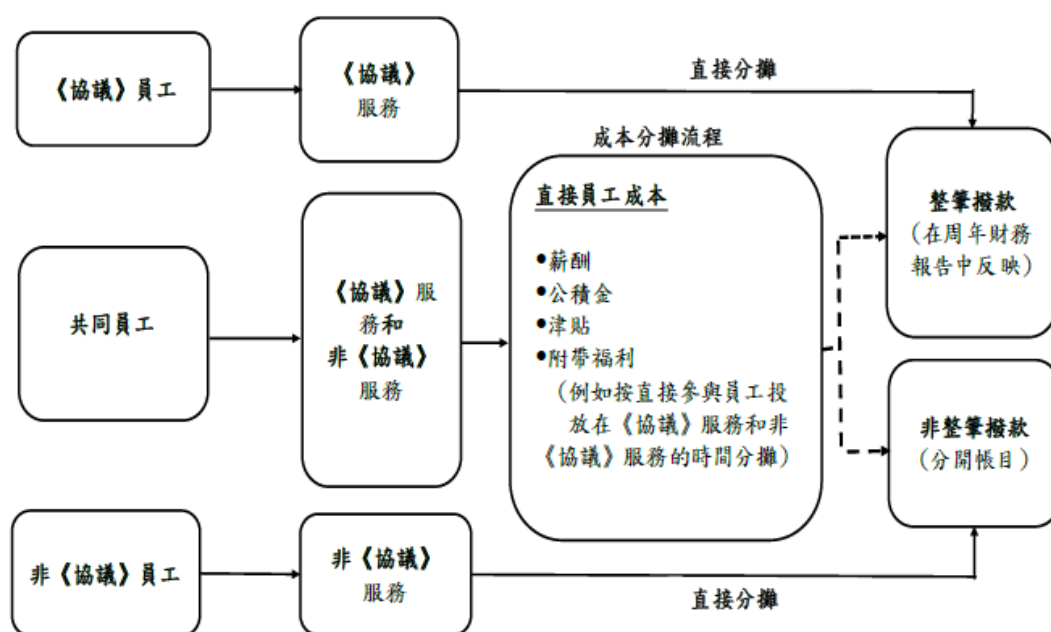 《協議》員工
《協議》
服務
直接分攤
成本分攤流程
共同員工
《協議》服
務和
非《協議》
服務
直接員工成本
•薪酬
•公積金
•津貼
•附帶福利
(例如按直接參與員工投
放在《協議》服務和非
《協議》服務的時間分攤)
整筆撥款
(在周年財務
報告中反映)
非整筆撥款
(分開帳目)
非《協議》員工
非《協議》
服務
直接分攤